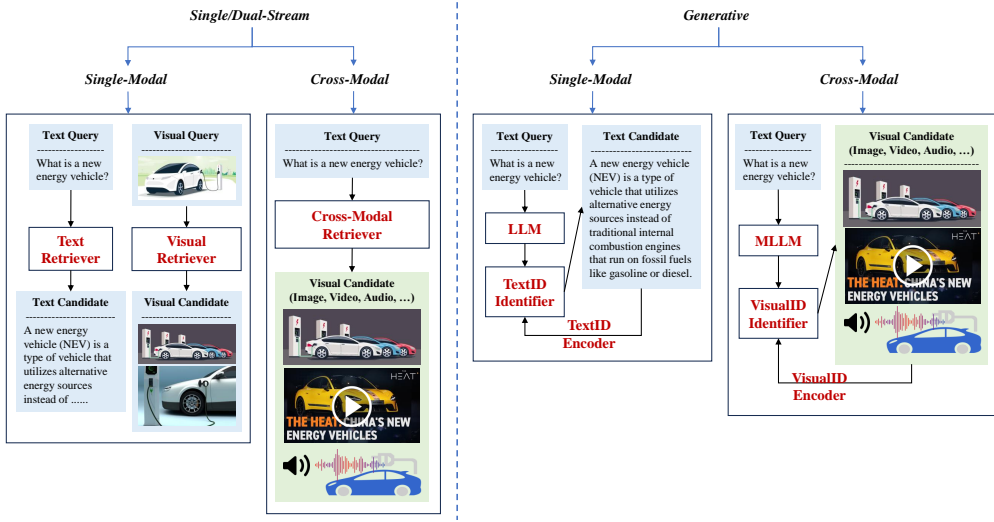 Single/Dual-Stream
Single-Modal
Cross-Modal
Text Query
What is a new
energy vehicle?
Text
Retriever
Text Candidate
A new energy
vehicle (NEV) is a
type of vehicle that
utilizes alternative
energy sources
instead of ......
Visual Query
Visual
Retriever
Visual Candidate
Text Query
What is a new energy vehicle?
Cross-Modal
Retriever
Visual Candidate
(Image, Video, Audio, ...)
HEAT
THE HEAT: CHINA'S NEW
ENERGY VEHICLES
Generative
Single-Modal
Cross-Modal
Text Query
What is a new
energy vehicle?
LLM
TextID
Identifier
Text Candidate
A new energy vehicle
(NEV) is a type of
vehicle that utilizes
alternative energy
sources instead of
traditional internal
combustion engines
that run on fossil fuels
like gasoline or diesel.
TextID
Encoder
Text Query
What is a new
energy vehicle?
MLLM
VisualID
Identifier
Visual Candidate
(Image, Video, Audio, ...)
HEAT
THE HEAT: CHINA'S NEW
ENERGY VEHICLES
VisualID
Encoder